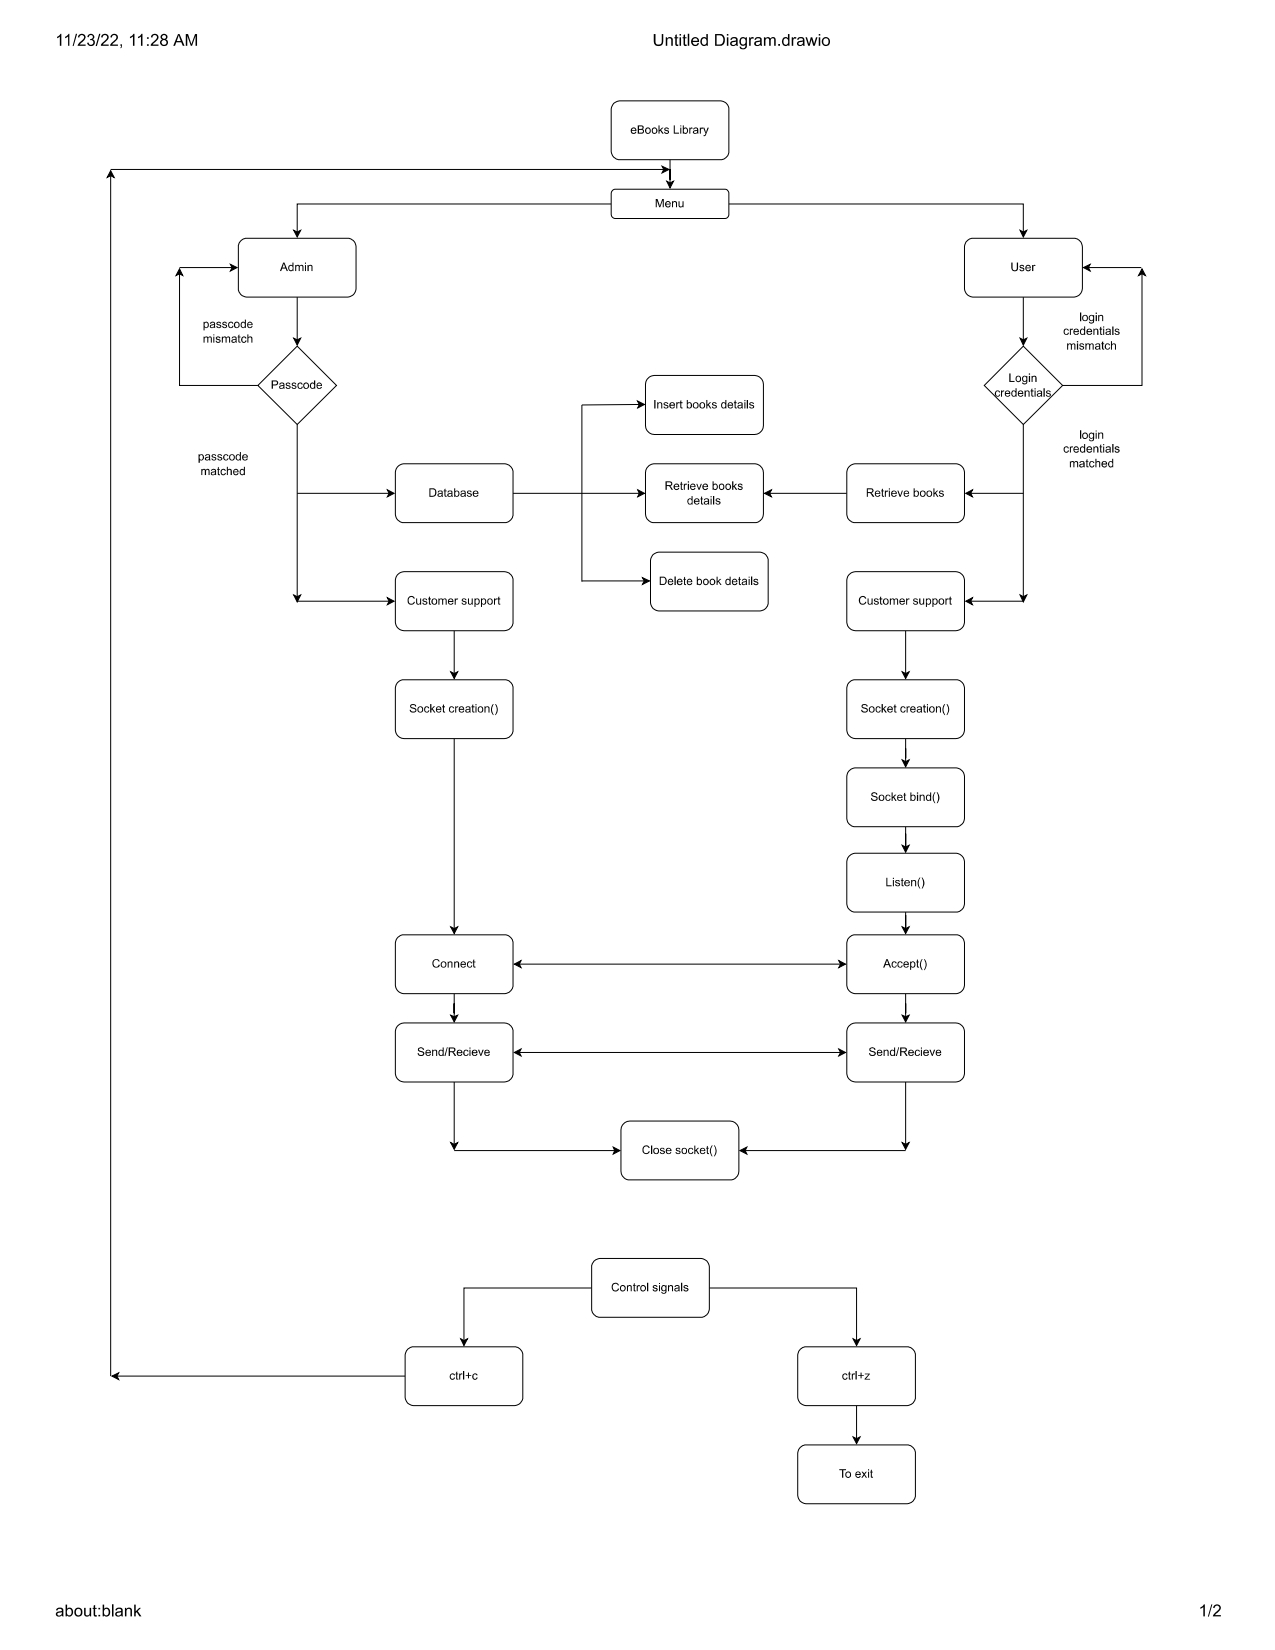 11/23/22, 11:28 AM
Untitled Diagram.drawio
eBooks Library
Menu
Admin
User
passcode
mismatch
login
credentials
mismatch
Passcode
Login
credentials
Insert books details
passcode
matched
login
credentials
matched
Database
Retrieve books
details
Retrieve books
Delete book details
Customer support
Customer support
Socket creation()
Socket creation()
Socket bind()
Listen()
Connect
Accept()
Send/Recieve
Send/Recieve
Close socket()
Control signals
ctrl+c
ctrl+z
To exit
about:blank
1/2